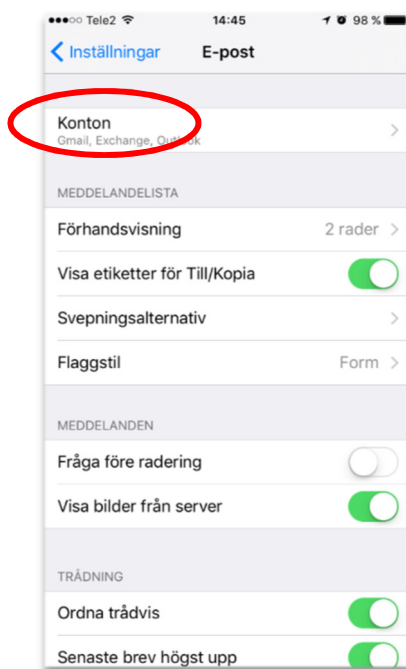 Tele2 14:45 98 %
Inställningar E-post
Konton
Gmail, Exchange, Outlook
MEDDELANDELISTA
Förhandsvisning 2 rader
Visa etiketter för Till/Kopia
Svepningsalternativ
Flaggstil Form
MEDDELANDEN
Fråga före radering
Visa bilder från server
TRÅDNING
Ordna trådvis
Senaste brev högst upp